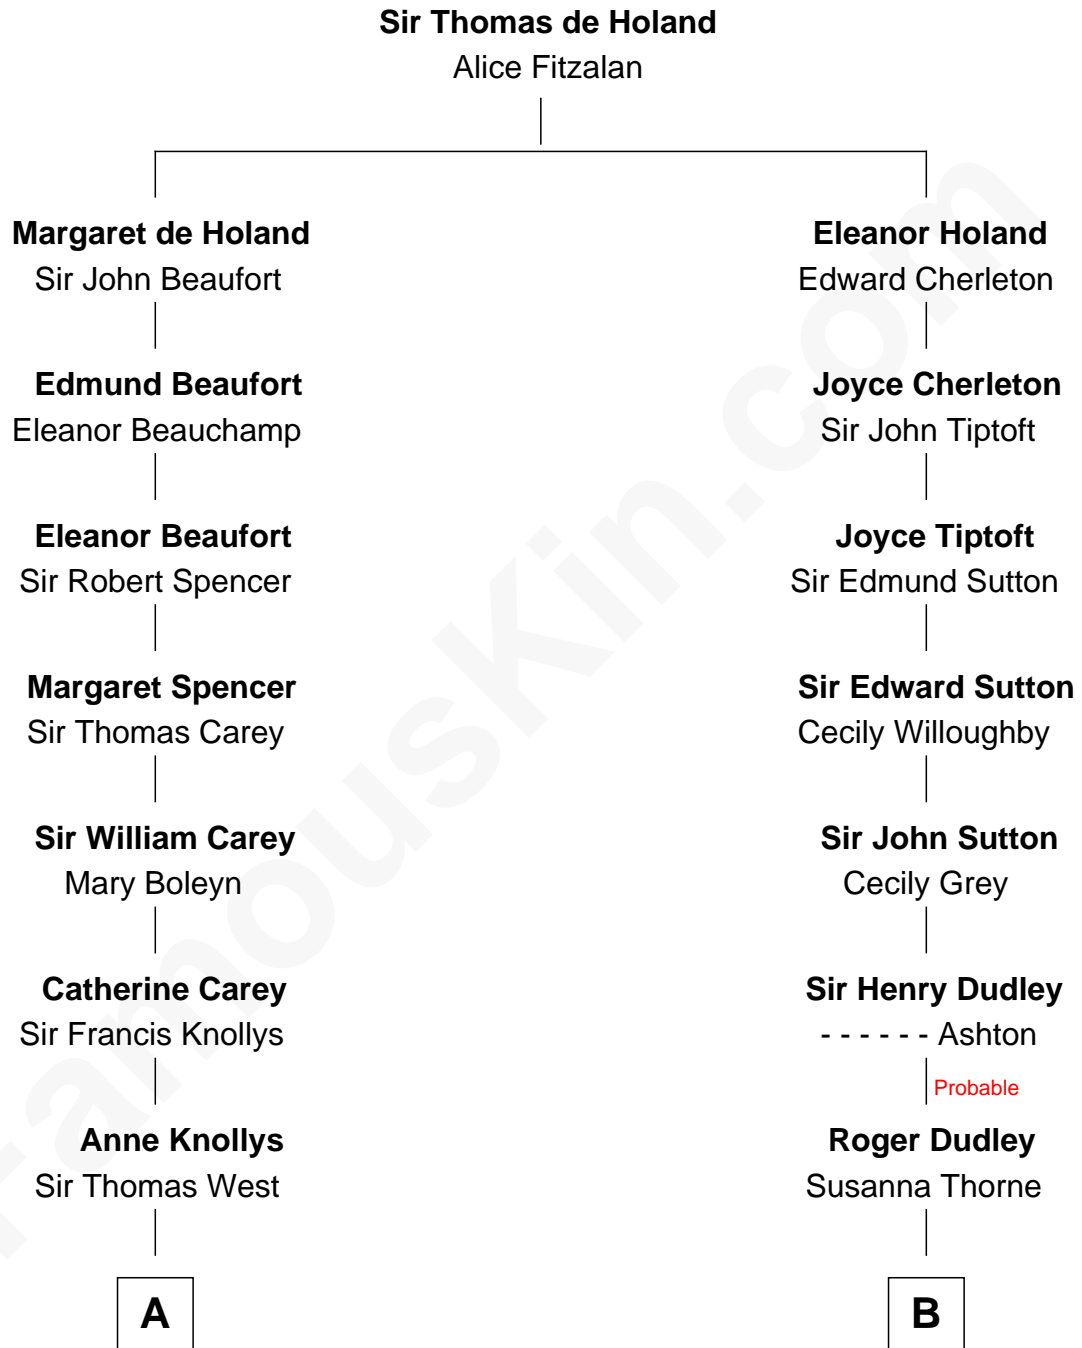 Sir Thomas de Holand
Alice Fitzalan
Margaret de Holand
Sir John Beaufort
Eleanor Holand
Edward Cherleton
Edmund Beaufort
Eleanor Beauchamp
Joyce Cherleton
Sir John Tiptoft
Eleanor Beaufort
Sir Robert Spencer
Joyce Tiptoft
Sir Edmund Sutton
Margaret Spencer
Sir Thomas Carey
Sir Edward Sutton
Cecily Willoughby
Sir William Carey
Mary Boleyn
Sir John Sutton
Cecily Grey
Catherine Carey
Sir Francis Knollys
Sir Henry Dudley
- - - - - - Ashton
Probable
Anne Knollys
Sir Thomas West
Roger Dudley
Susanna Thorne
A
B
FamousKin.com